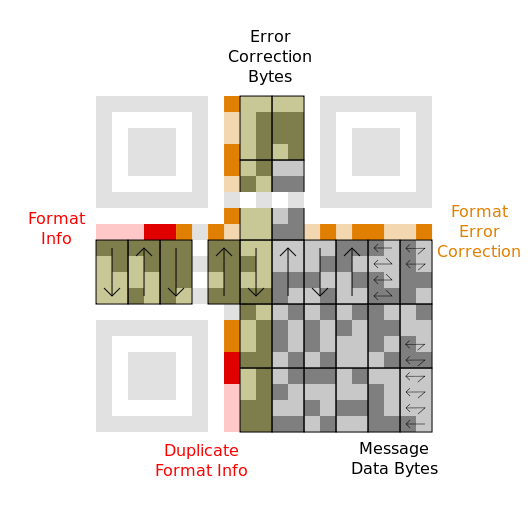 Error
Correction
Bytes
Format
Info
Format
Error
Correction
Duplicate
Format Info
Message
Data Bytes